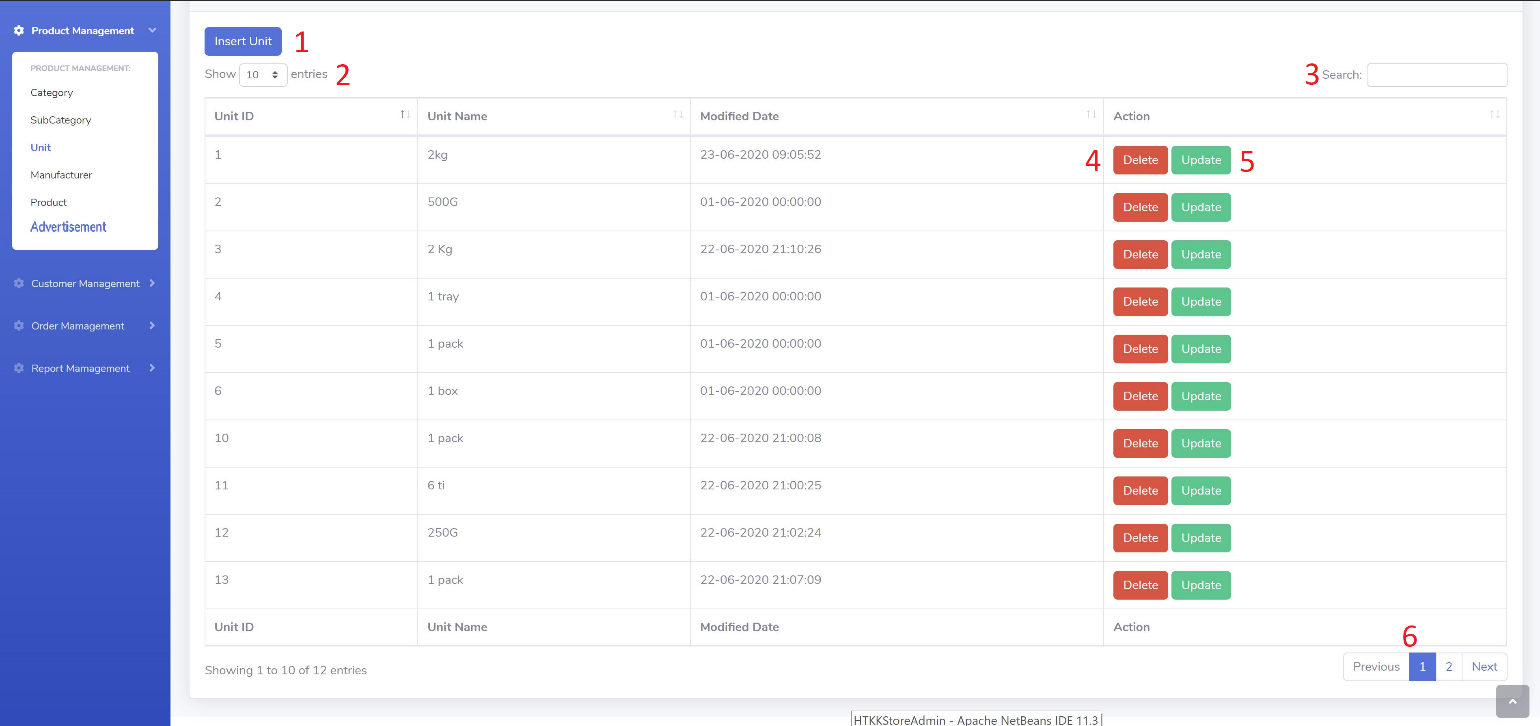 Product Management
PRODUCT MANAGEMENT:
Category
SubCategory
Unit
Manufacturer
Product
Advertisement
Customer Management
Order Mamagement
Report Mamagement
Insert Unit 1
Show 10 entries 2
3 Search:
Unit ID Unit Name Modified Date Action
1 2kg 23-06-2020 09:05:52 4 Delete Update 5
2 500G 01-06-2020 00:00:00 Delete Update
3 2 Kg 22-06-2020 21:10:26 Delete Update
4 1 tray 01-06-2020 00:00:00 Delete Update
5 1 pack 01-06-2020 00:00:00 Delete Update
6 1 box 01-06-2020 00:00:00 Delete Update
10 1 pack 22-06-2020 21:00:08 Delete Update
11 6 ti 22-06-2020 21:00:25 Delete Update
12 250G 22-06-2020 21:02:24 Delete Update
13 1 pack 22-06-2020 21:07:09 Delete Update
Unit ID Unit Name Modified Date Action
6
Showing 1 to 10 of 12 entries
Previous 1 2 Next
HTKKStoreAdmin - Apache NetBeans IDE 11.3